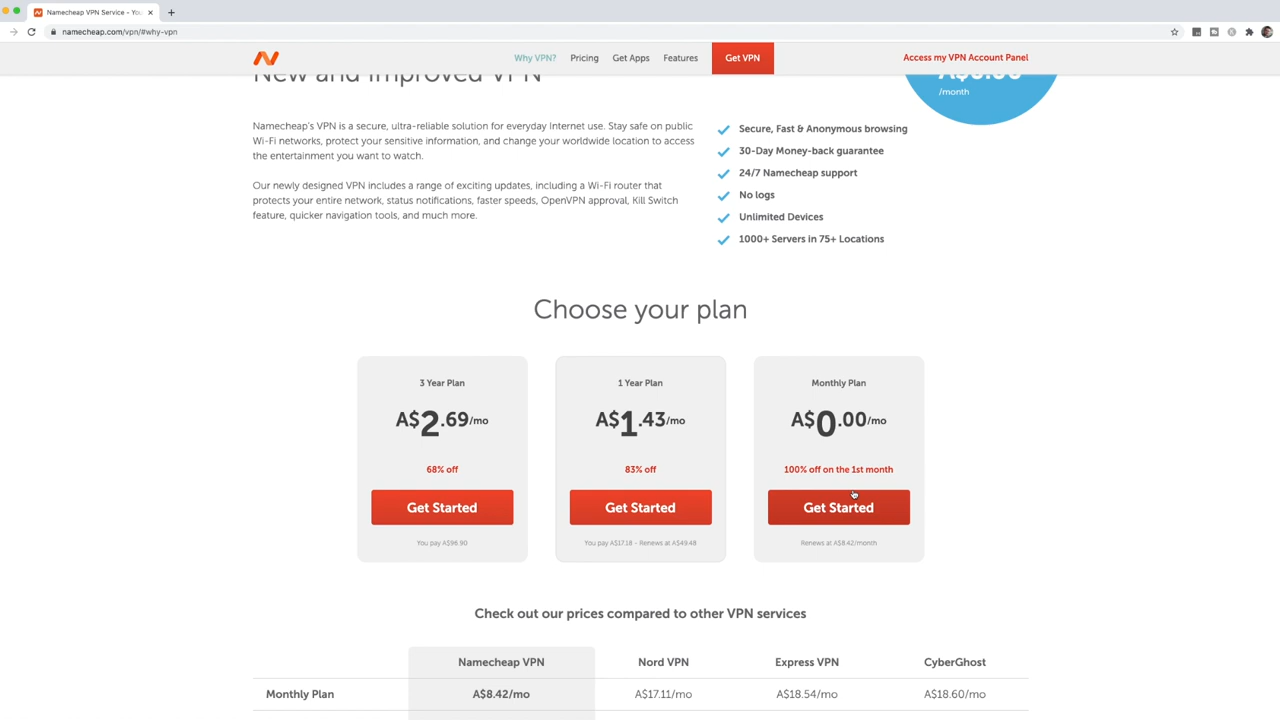 Namecheap VPN Service - You
namecheap.com/vpn/#why-vpn
Why VPN?
Pricing
Get Apps
Features
Get VPN
Access my VPN Account Panel
New and Improved VPN
/month
Namecheap's VPN is a secure, ultra-reliable solution for everyday Internet use. Stay safe on public
Wi-Fi networks, protect your sensitive information, and change your worldwide location to access
the entertainment you want to watch.
Our newly designed VPN includes a range of exciting updates, including a Wi-Fi router that
protects your entire network, status notifications, faster speeds, OpenVPN approval, Kill Switch
feature, quicker navigation tools, and much more.
Secure, Fast & Anonymous browsing
30-Day Money-back guarantee
24/7 Namecheap support
No logs
Unlimited Devices
1000+ Servers in 75+ Locations
Choose your plan
3 Year Plan
A$2.69/mo
68% off
Get Started
You pay A$96.90
1 Year Plan
A$1.43/mo
83% off
Get Started
You pay A$17.18 - Renews at A$49.48
Monthly Plan
A$0.00/mo
100% off on the 1st month
Get Started
Renews at A$8.42/month
Check out our prices compared to other VPN services
Namecheap VPN Nord VPN Express VPN CyberGhost
Monthly Plan A$8.42/mo A$17.11/mo A$18.54/mo A$18.60/mo